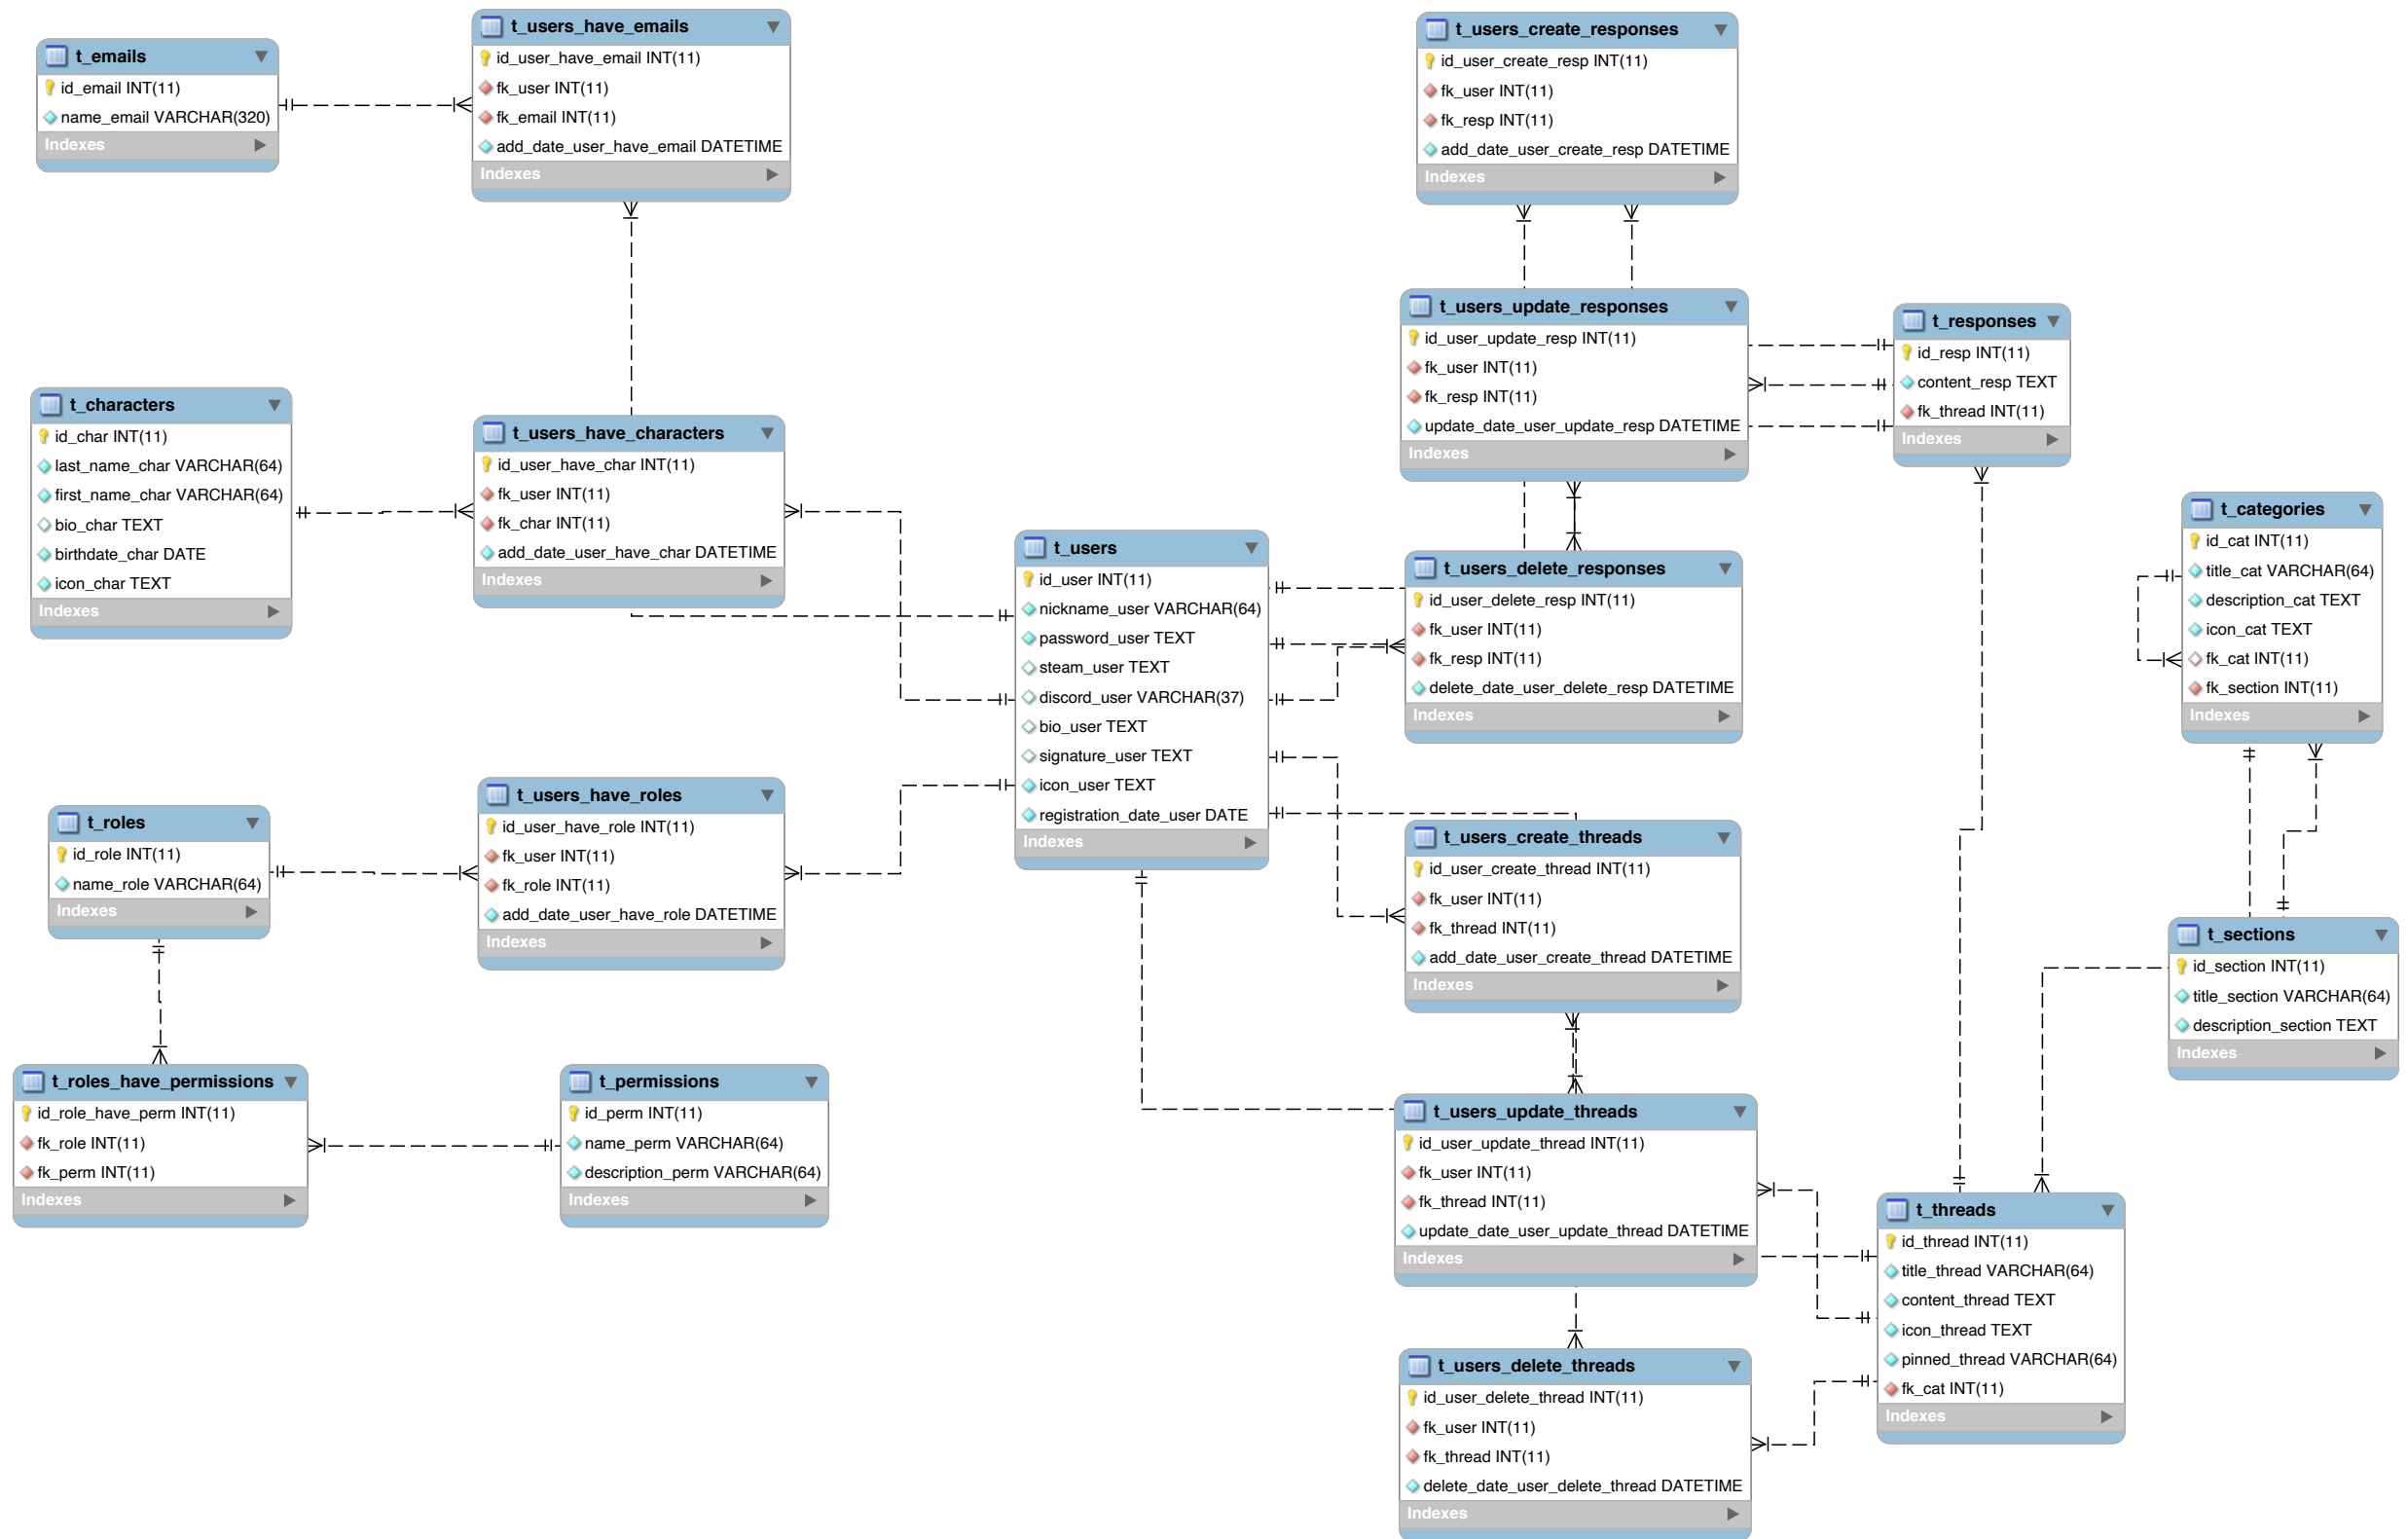 t_emails
id_email INT(11)
name_email VARCHAR(320)
Indexes
t_users_have_emails
id_user_have_email INT(11)
fk_user INT(11)
fk_email INT(11)
add_date_user_have_email DATETIME
Indexes
t_users_create_responses
id_user_create_resp INT(11)
fk_user INT(11)
fk_resp INT(11)
add_date_user_create_resp DATETIME
Indexes
t_users_update_responses
id_user_update_resp INT(11)
fk_user INT(11)
fk_resp INT(11)
update_date_user_update_resp DATETIME
Indexes
t_responses
id_resp INT(11)
content_resp TEXT
fk_thread INT(11)
Indexes
t_characters
id_char INT(11)
last_name_char VARCHAR(64)
first_name_char VARCHAR(64)
bio_char TEXT
birthdate_char DATE
icon_char TEXT
Indexes
t_users_have_characters
id_user_have_char INT(11)
fk_user INT(11)
fk_char INT(11)
add_date_user_have_char DATETIME
Indexes
t_users
id_user INT(11)
nickname_user VARCHAR(64)
password_user TEXT
steam_user TEXT
discord_user VARCHAR(37)
bio_user TEXT
signature_user TEXT
icon_user TEXT
registration_date_user DATE
Indexes
t_users_delete_responses
id_user_delete_resp INT(11)
fk_user INT(11)
fk_resp INT(11)
delete_date_user_delete_resp DATETIME
Indexes
t_categories
id_cat INT(11)
title_cat VARCHAR(64)
description_cat TEXT
icon_cat TEXT
fk_cat INT(11)
fk_section INT(11)
Indexes
t_roles
id_role INT(11)
name_role VARCHAR(64)
Indexes
t_users_have_roles
id_user_have_role INT(11)
fk_user INT(11)
fk_role INT(11)
add_date_user_have_role DATETIME
Indexes
t_users_create_threads
id_user_create_thread INT(11)
fk_user INT(11)
fk_thread INT(11)
add_date_user_create_thread DATETIME
Indexes
t_sections
id_section INT(11)
title_section VARCHAR(64)
description_section TEXT
Indexes
t_roles_have_permissions
id_role_have_perm INT(11)
fk_role INT(11)
fk_perm INT(11)
Indexes
t_permissions
id_perm INT(11)
name_perm VARCHAR(64)
description_perm VARCHAR(64)
Indexes
t_users_update_threads
id_user_update_thread INT(11)
fk_user INT(11)
fk_thread INT(11)
update_date_user_update_thread DATETIME
Indexes
t_threads
id_thread INT(11)
title_thread VARCHAR(64)
content_thread TEXT
icon_thread TEXT
pinned_thread VARCHAR(64)
fk_cat INT(11)
Indexes
t_users_delete_threads
id_user_delete_thread INT(11)
fk_user INT(11)
fk_thread INT(11)
delete_date_user_delete_thread DATETIME
Indexes